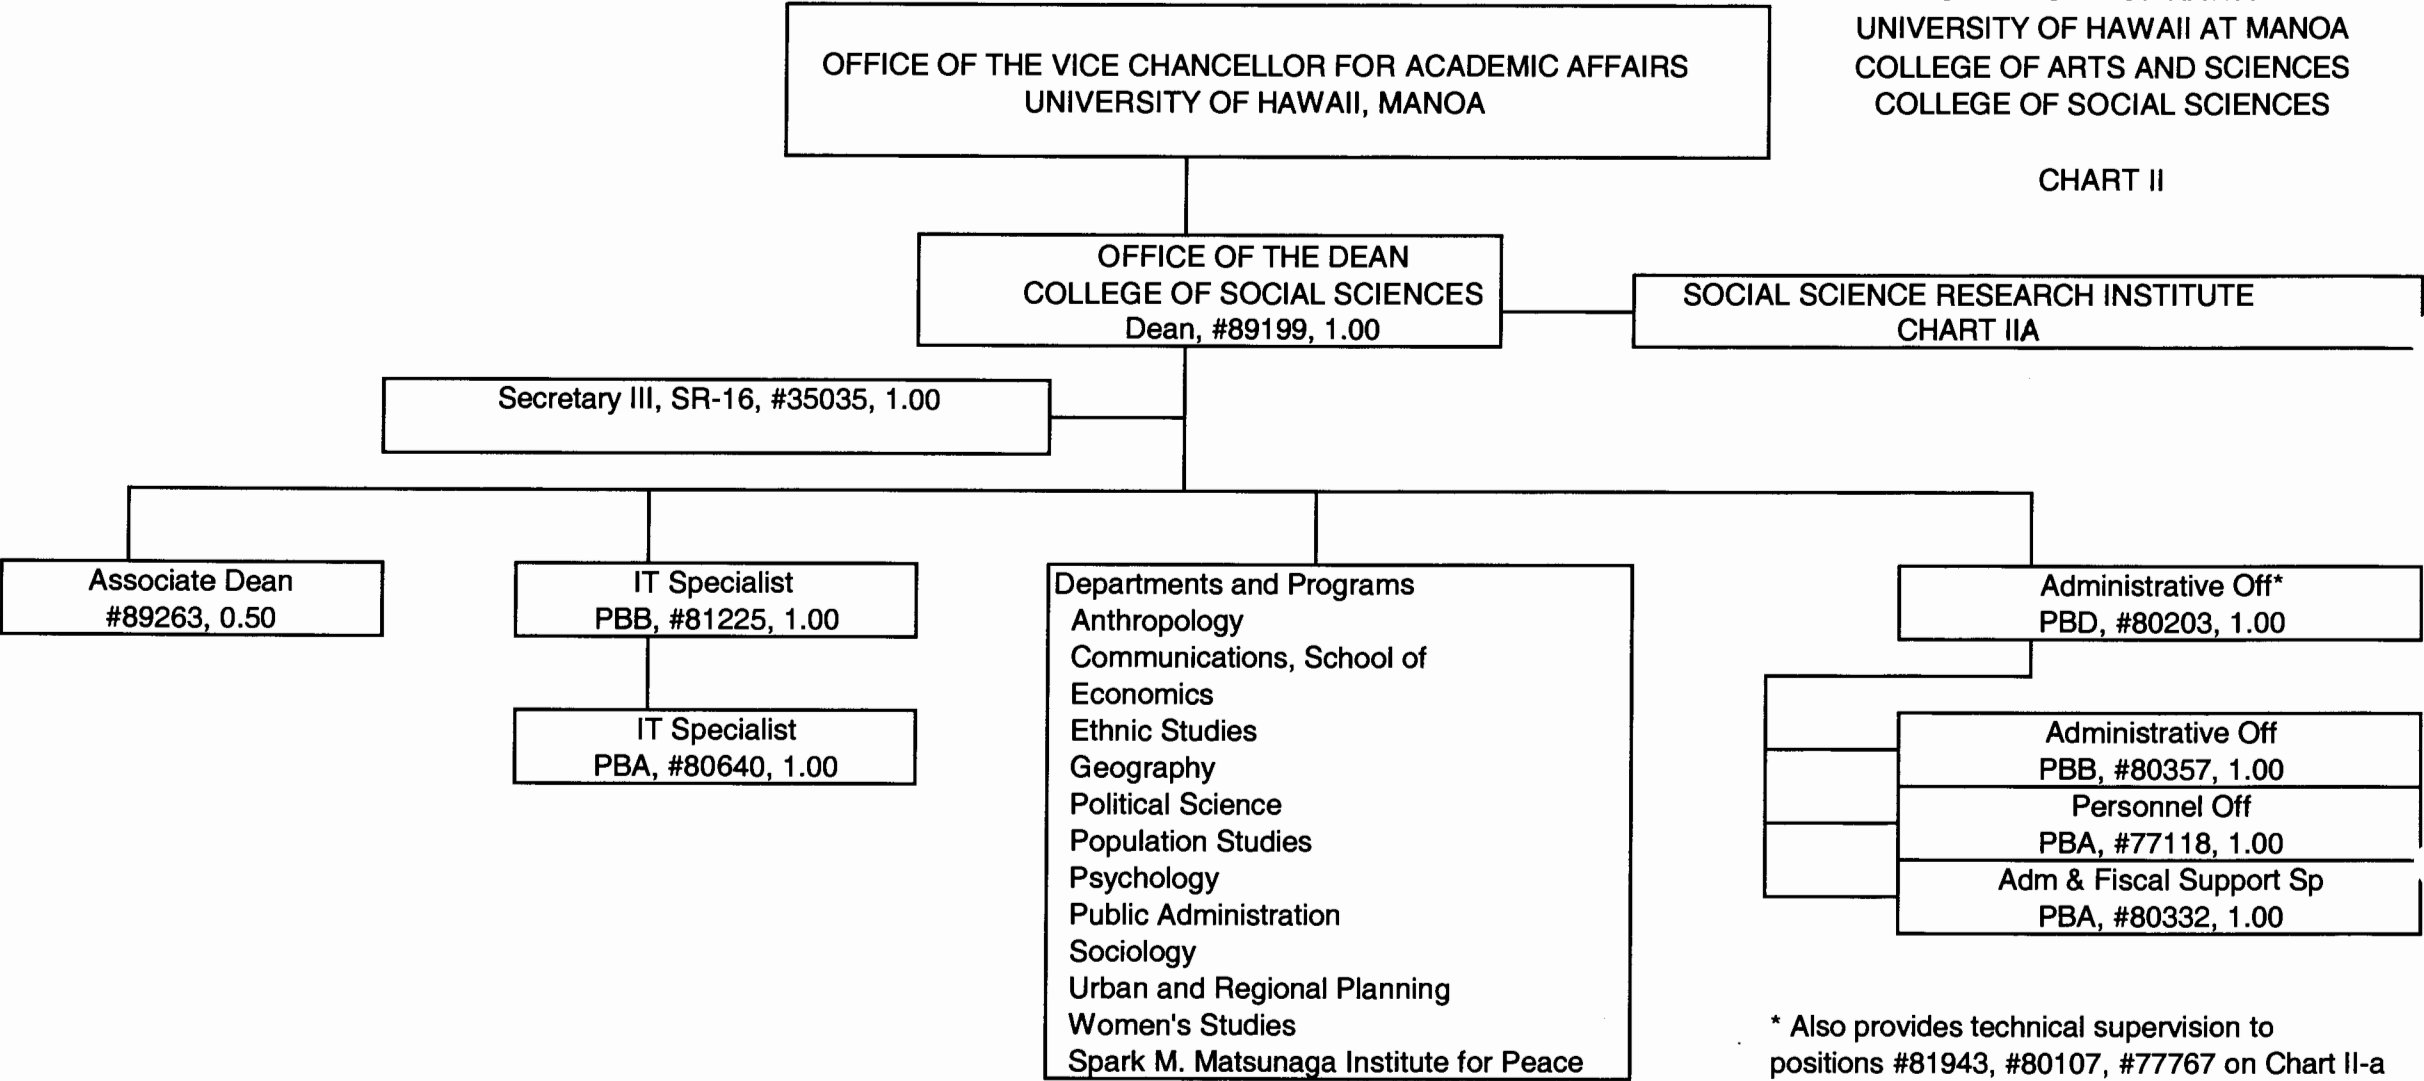 OFFICE OF THE VICE CHANCELLOR FOR ACADEMIC AFFAIRS
UNIVERSITY OF HAWAII, MANOA
UNIVERSITY OF HAWAII AT MANOA
COLLEGE OF ARTS AND SCIENCES
COLLEGE OF SOCIAL SCIENCES
CHART II
OFFICE OF THE DEAN
COLLEGE OF SOCIAL SCIENCES
Dean, #89199, 1.00
SOCIAL SCIENCE RESEARCH INSTITUTE
CHART IIA
Secretary III, SR-16, #35035, 1.00
Associate Dean
#89263, 0.50
IT Specialist
PBB, #81225, 1.00
IT Specialist
PBA, #80640, 1.00
Departments and Programs
Anthropology
Communications, School of
Economics
Ethnic Studies
Geography
Political Science
Population Studies
Psychology
Public Administration
Sociology
Urban and Regional Planning
Women's Studies
Spark M. Matsunaga Institute for Peace
Administrative Off*
PBD, #80203, 1.00
Administrative Off
PBB, #80357, 1.00
Personnel Off
PBA, #77118, 1.00
Adm & Fiscal Support Sp
PBA, #80332, 1.00
* Also provides technical supervision to
positions #81943, #80107, #77767 on Chart II-a